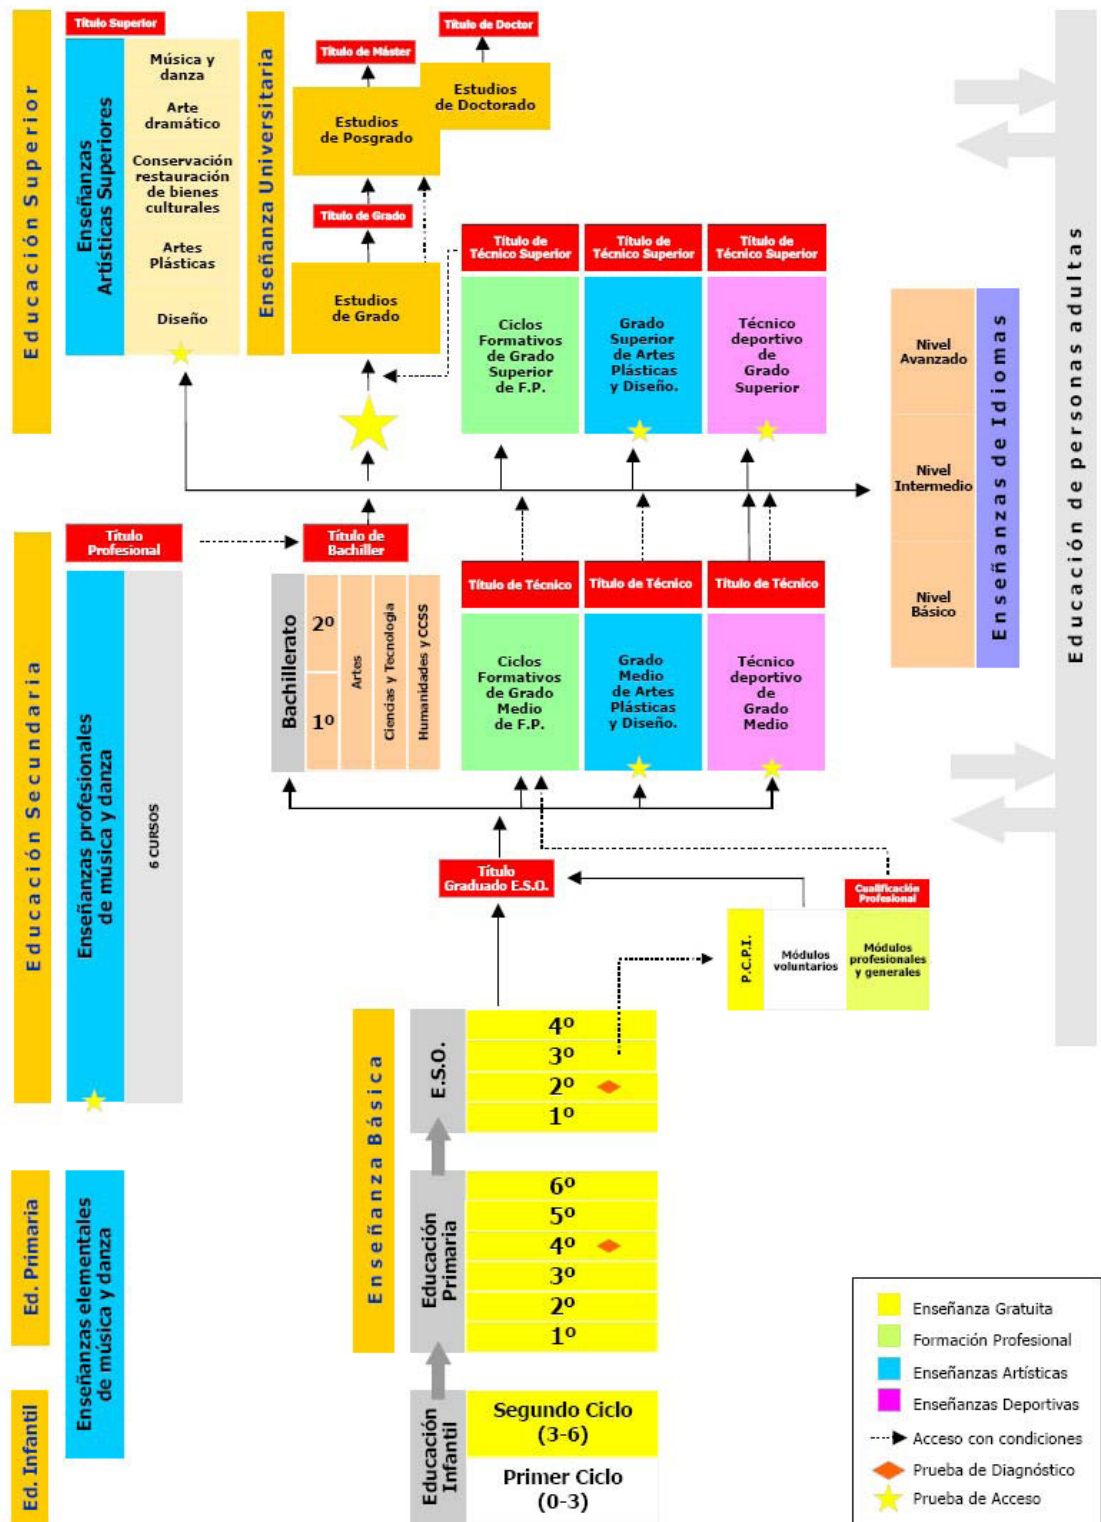 Título Superior
Título de Doctor
Título de Máster
Educación Superior
Enseñanzas
Artísticas Superiores
Música y
danza
Arte
dramático
Conservación
restauración
de bienes
culturales
Artes
Plásticas
Diseño
Enseñanza Universitaria
Estudios
de Posgrado
Estudios
de Doctorado
Título de Grado
Estudios
de Grado
Título de
Técnico Superior
Título de
Técnico Superior
Título de
Técnico Superior
Ciclos
Formativos
de Grado
Superior
de F.P.
Grado
Superior
de Artes
Plásticas
y Diseño.
Técnico
deportivo
de
Grado
Superior
Nivel
Avanzado
Nivel
Intermedio
Nivel
Básico
Enseñanzas de Idiomas
Educación de personas adultas
Educación Secundaria
Título
Profesional
Enseñanzas profesionales
de música y danza
6 CURSOS
Título de
Bachiller
Bachillerato
2º
1º
Artes
Ciencias y Tecnología
Humanidades y CCSS
Título de Técnico
Título de Técnico
Título de Técnico
Ciclos
Formativos
de Grado
Medio
de F.P.
Grado
Medio
de Artes
Plásticas
y Diseño.
Técnico
deportivo
de
Grado
Medio
Título
Graduado E.S.O.
Cualificación
Profesional
P.C.P.I.
Módulos
voluntarios
Módulos
profesionales
y generales
Enseñanza Básica
E.S.O.
4º
3º
2º
1º
Ed. Primaria
Enseñanzas elementales
de música y danza
Educación
Primaria
6º
5º
4º
3º
2º
1º
Ed. Infantil
Educación
Infantil
Segundo Ciclo
(3-6)
Primer Ciclo
(0-3)
Enseñanza Gratuita
Formación Profesional
Enseñanzas Artísticas
Enseñanzas Deportivas
Acceso con condiciones
Prueba de Diagnóstico
Prueba de Acceso